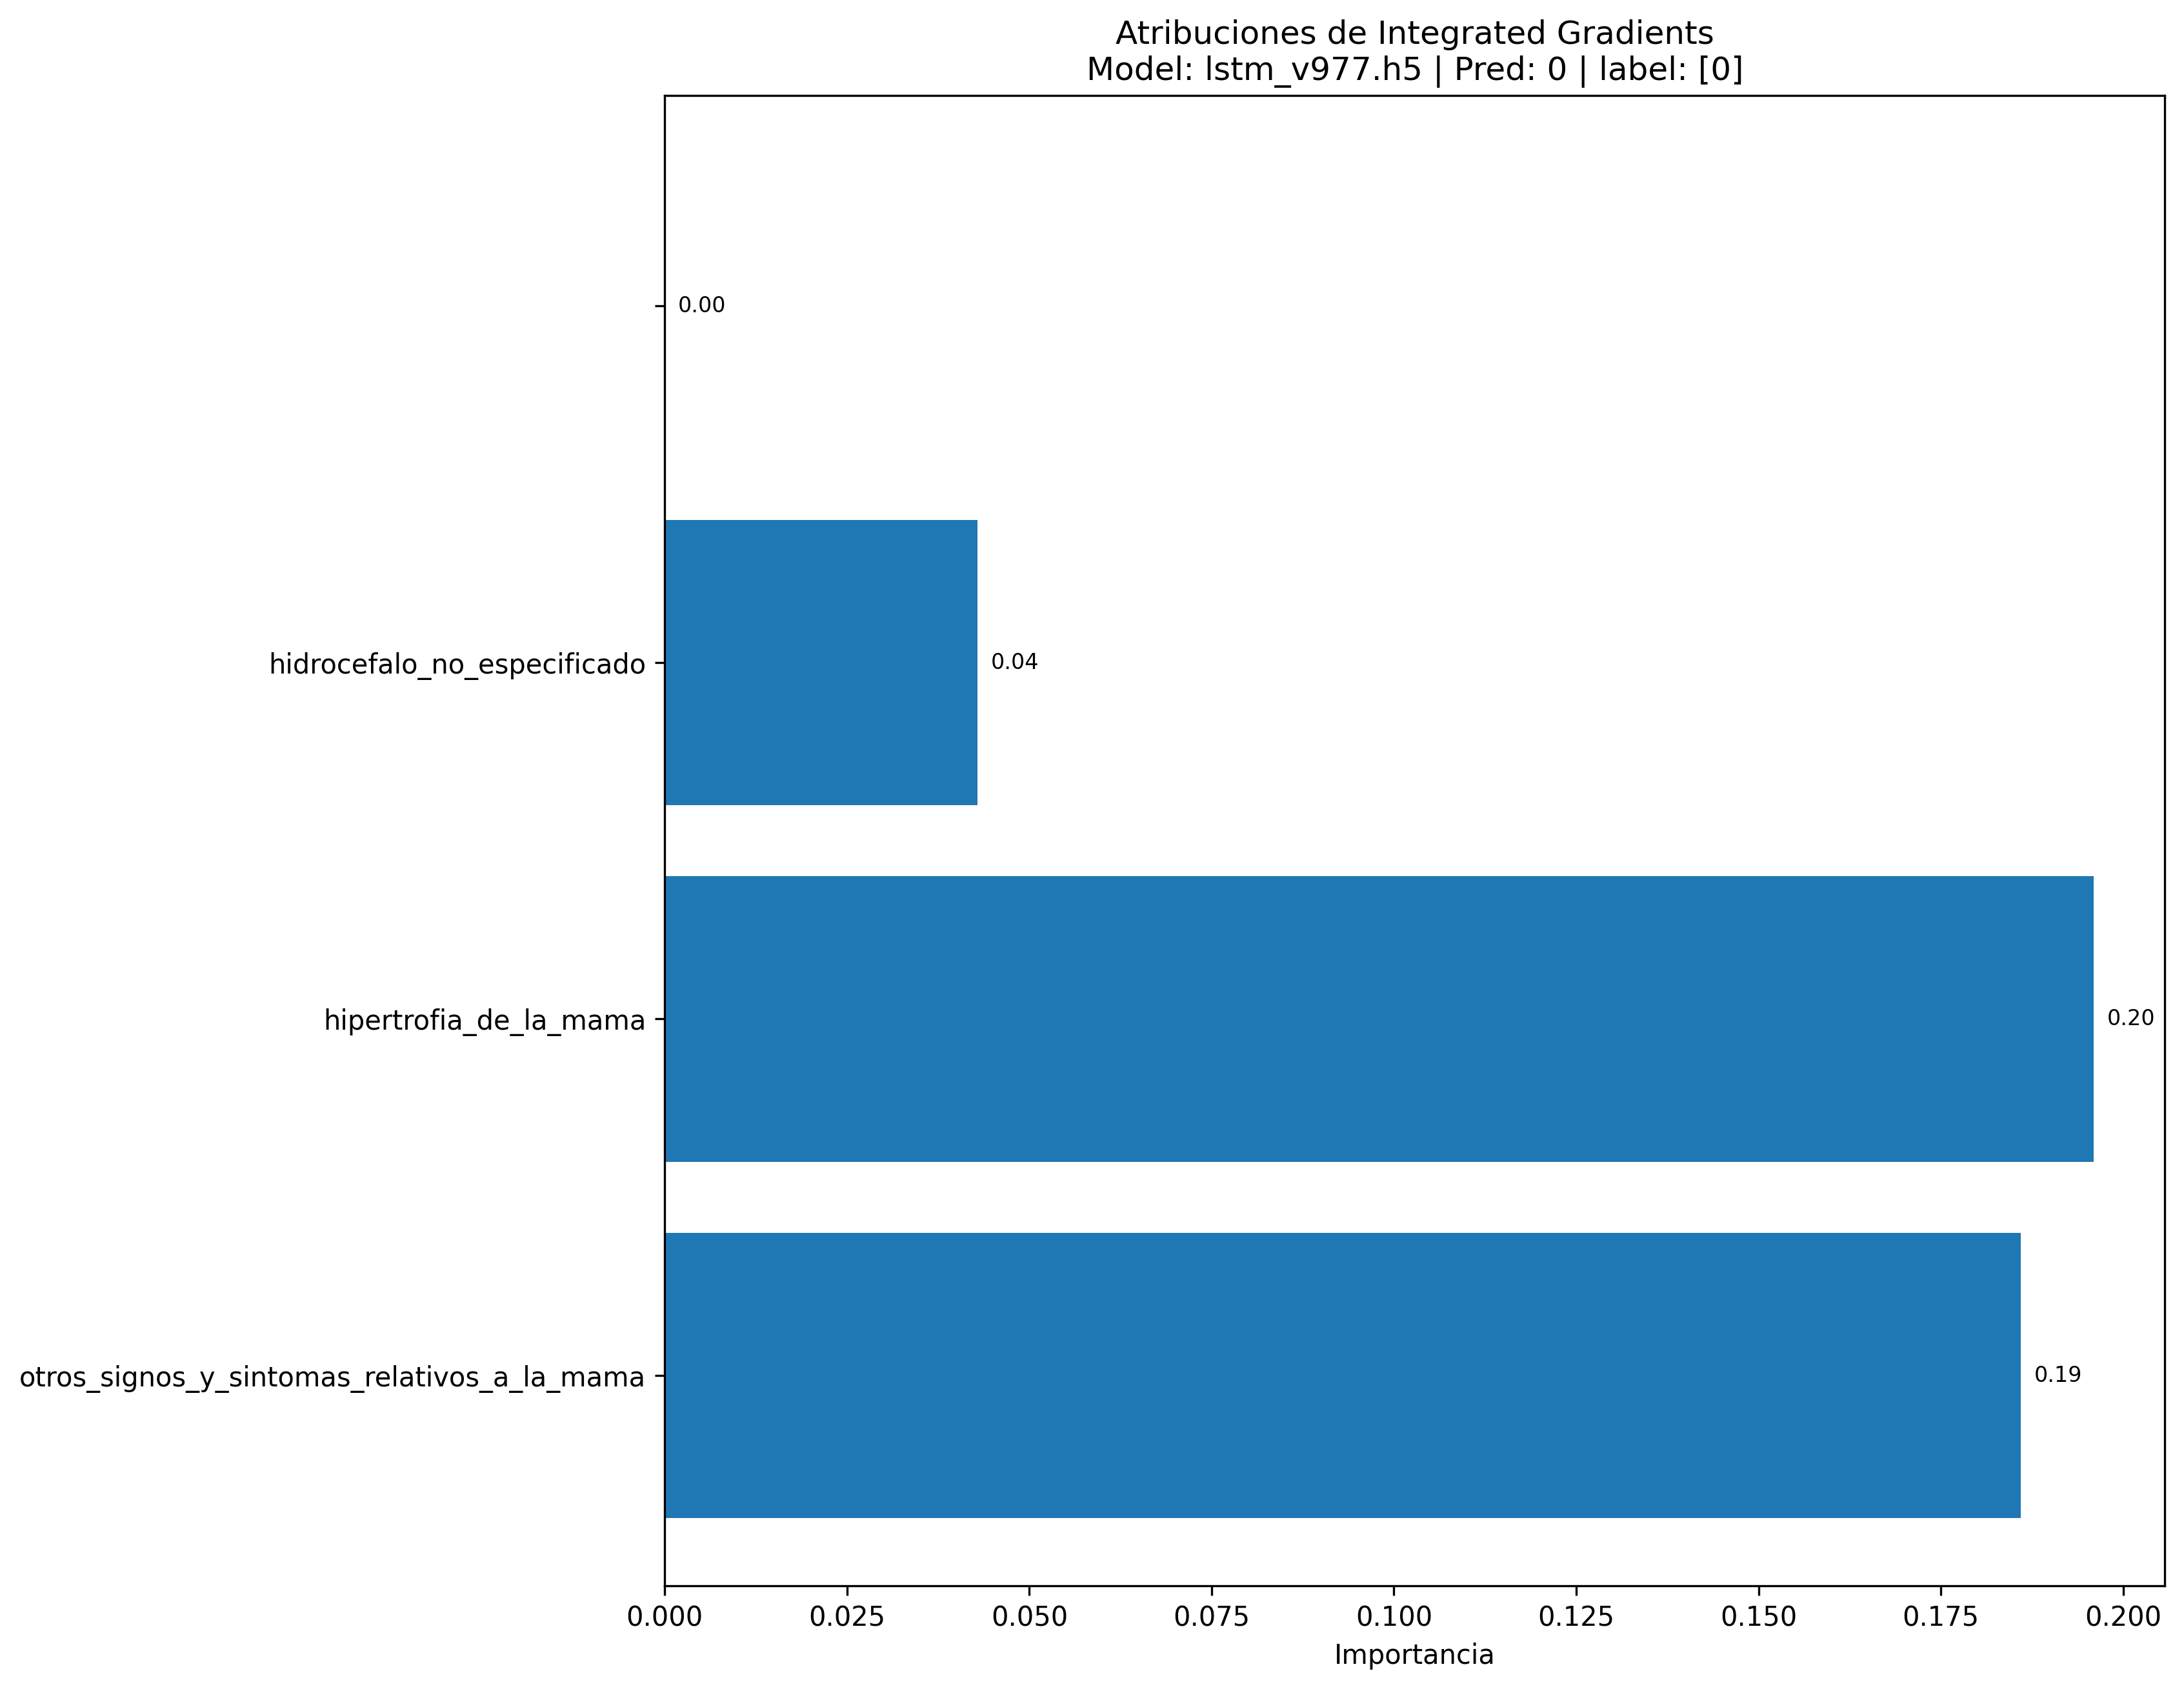 Atribuciones de Integrated Gradients
Model: lstm_v977.h5 | Pred: 0 | label: [0]
0.00
hidrocefalo_no_especificado
0.04
hipertrofia_de_la_mama
0.20
otros_signos_y_sintomas_relativos_a_la_mama
0.19
0.000 0.025 0.050 0.075 0.100 0.125 0.150 0.175 0.200
Importancia